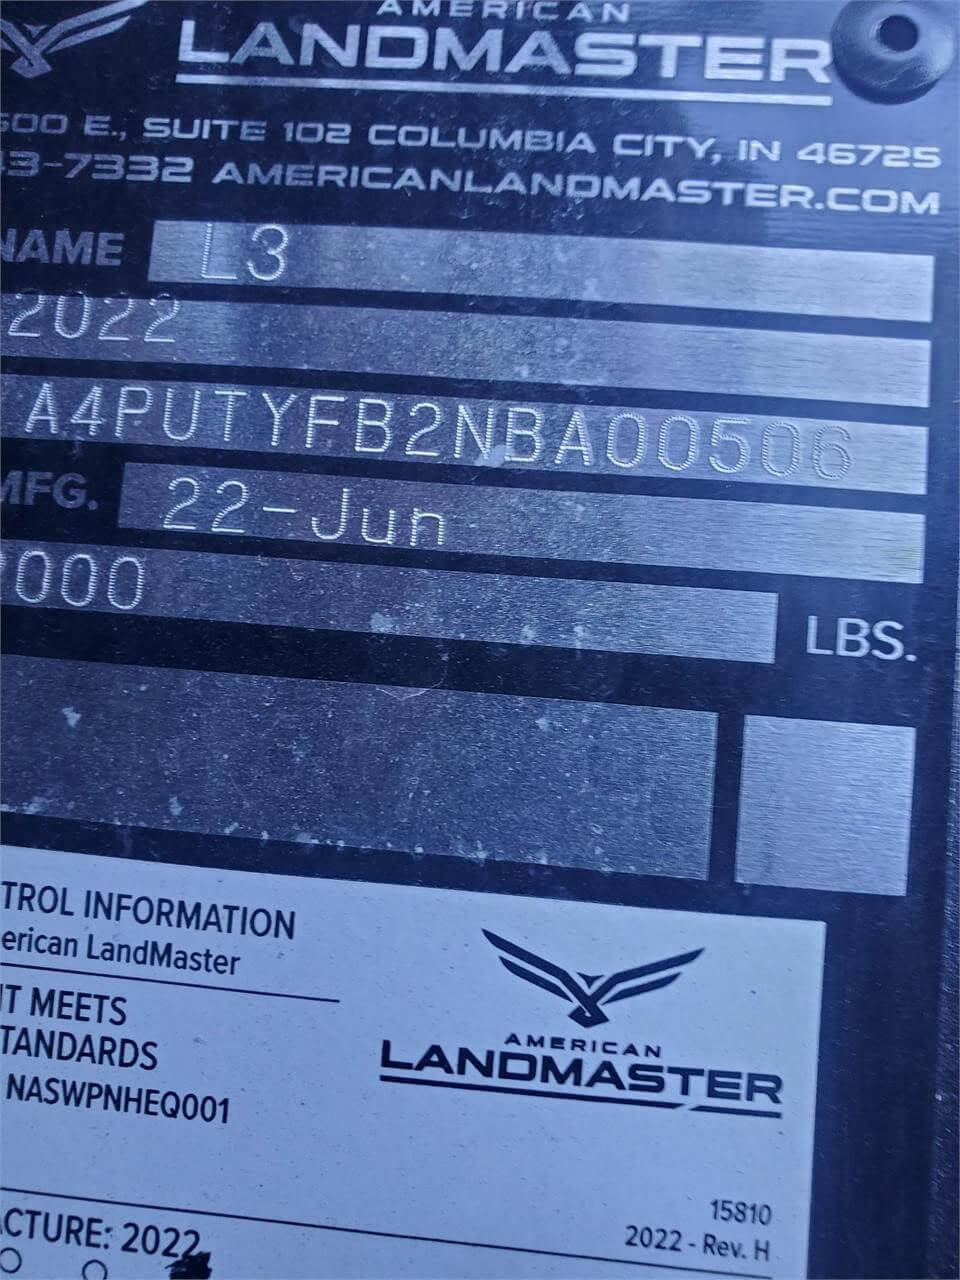 AMERICAN
LANDMASTER
500 E., SUITE 102 COLUMBIA CITY, IN 46725
3-7332 AMERICANLANDMASTER.COM
NAME L3
2022
A4PUTYFB2NBA00506
MFG. 22-Jun
000 LBS.
TROL INFORMATION
erican LandMaster
IT MEETS
TANDARDS
NASWPNHEQ001
AMERICAN
LANDMASTER
15810
2022 - Rev. H
ACTURE: 2022